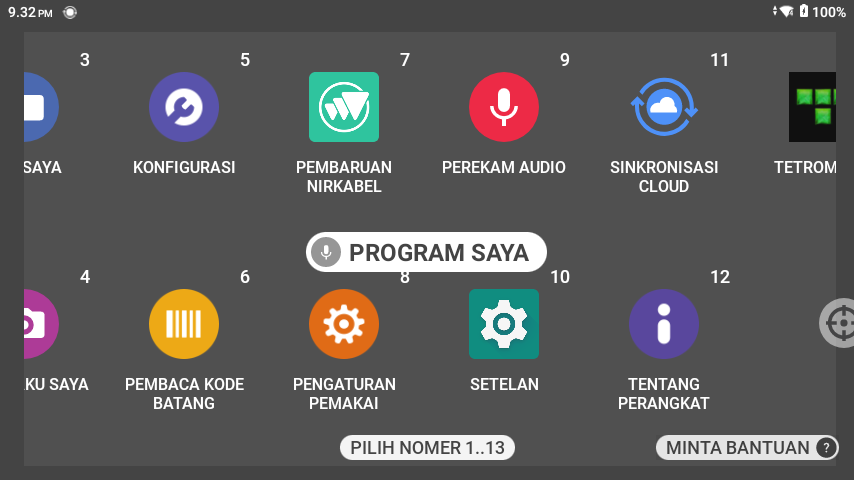 9.32 PM
100%
3
5
7
9
11
SAYA
KONFIGURASI
PEMBARUAN
NIRKABEL
PEREKAM AUDIO
SINKRONISASI
CLOUD
TETROM
PROGRAM SAYA
4
6
8
10
12
KU SAYA
PEMBACA KODE
BATANG
PENGATURAN
PEMAKAI
SETELAN
TENTANG
PERANGKAT
PILIH NOMER 1..13
MINTA BANTUAN ?